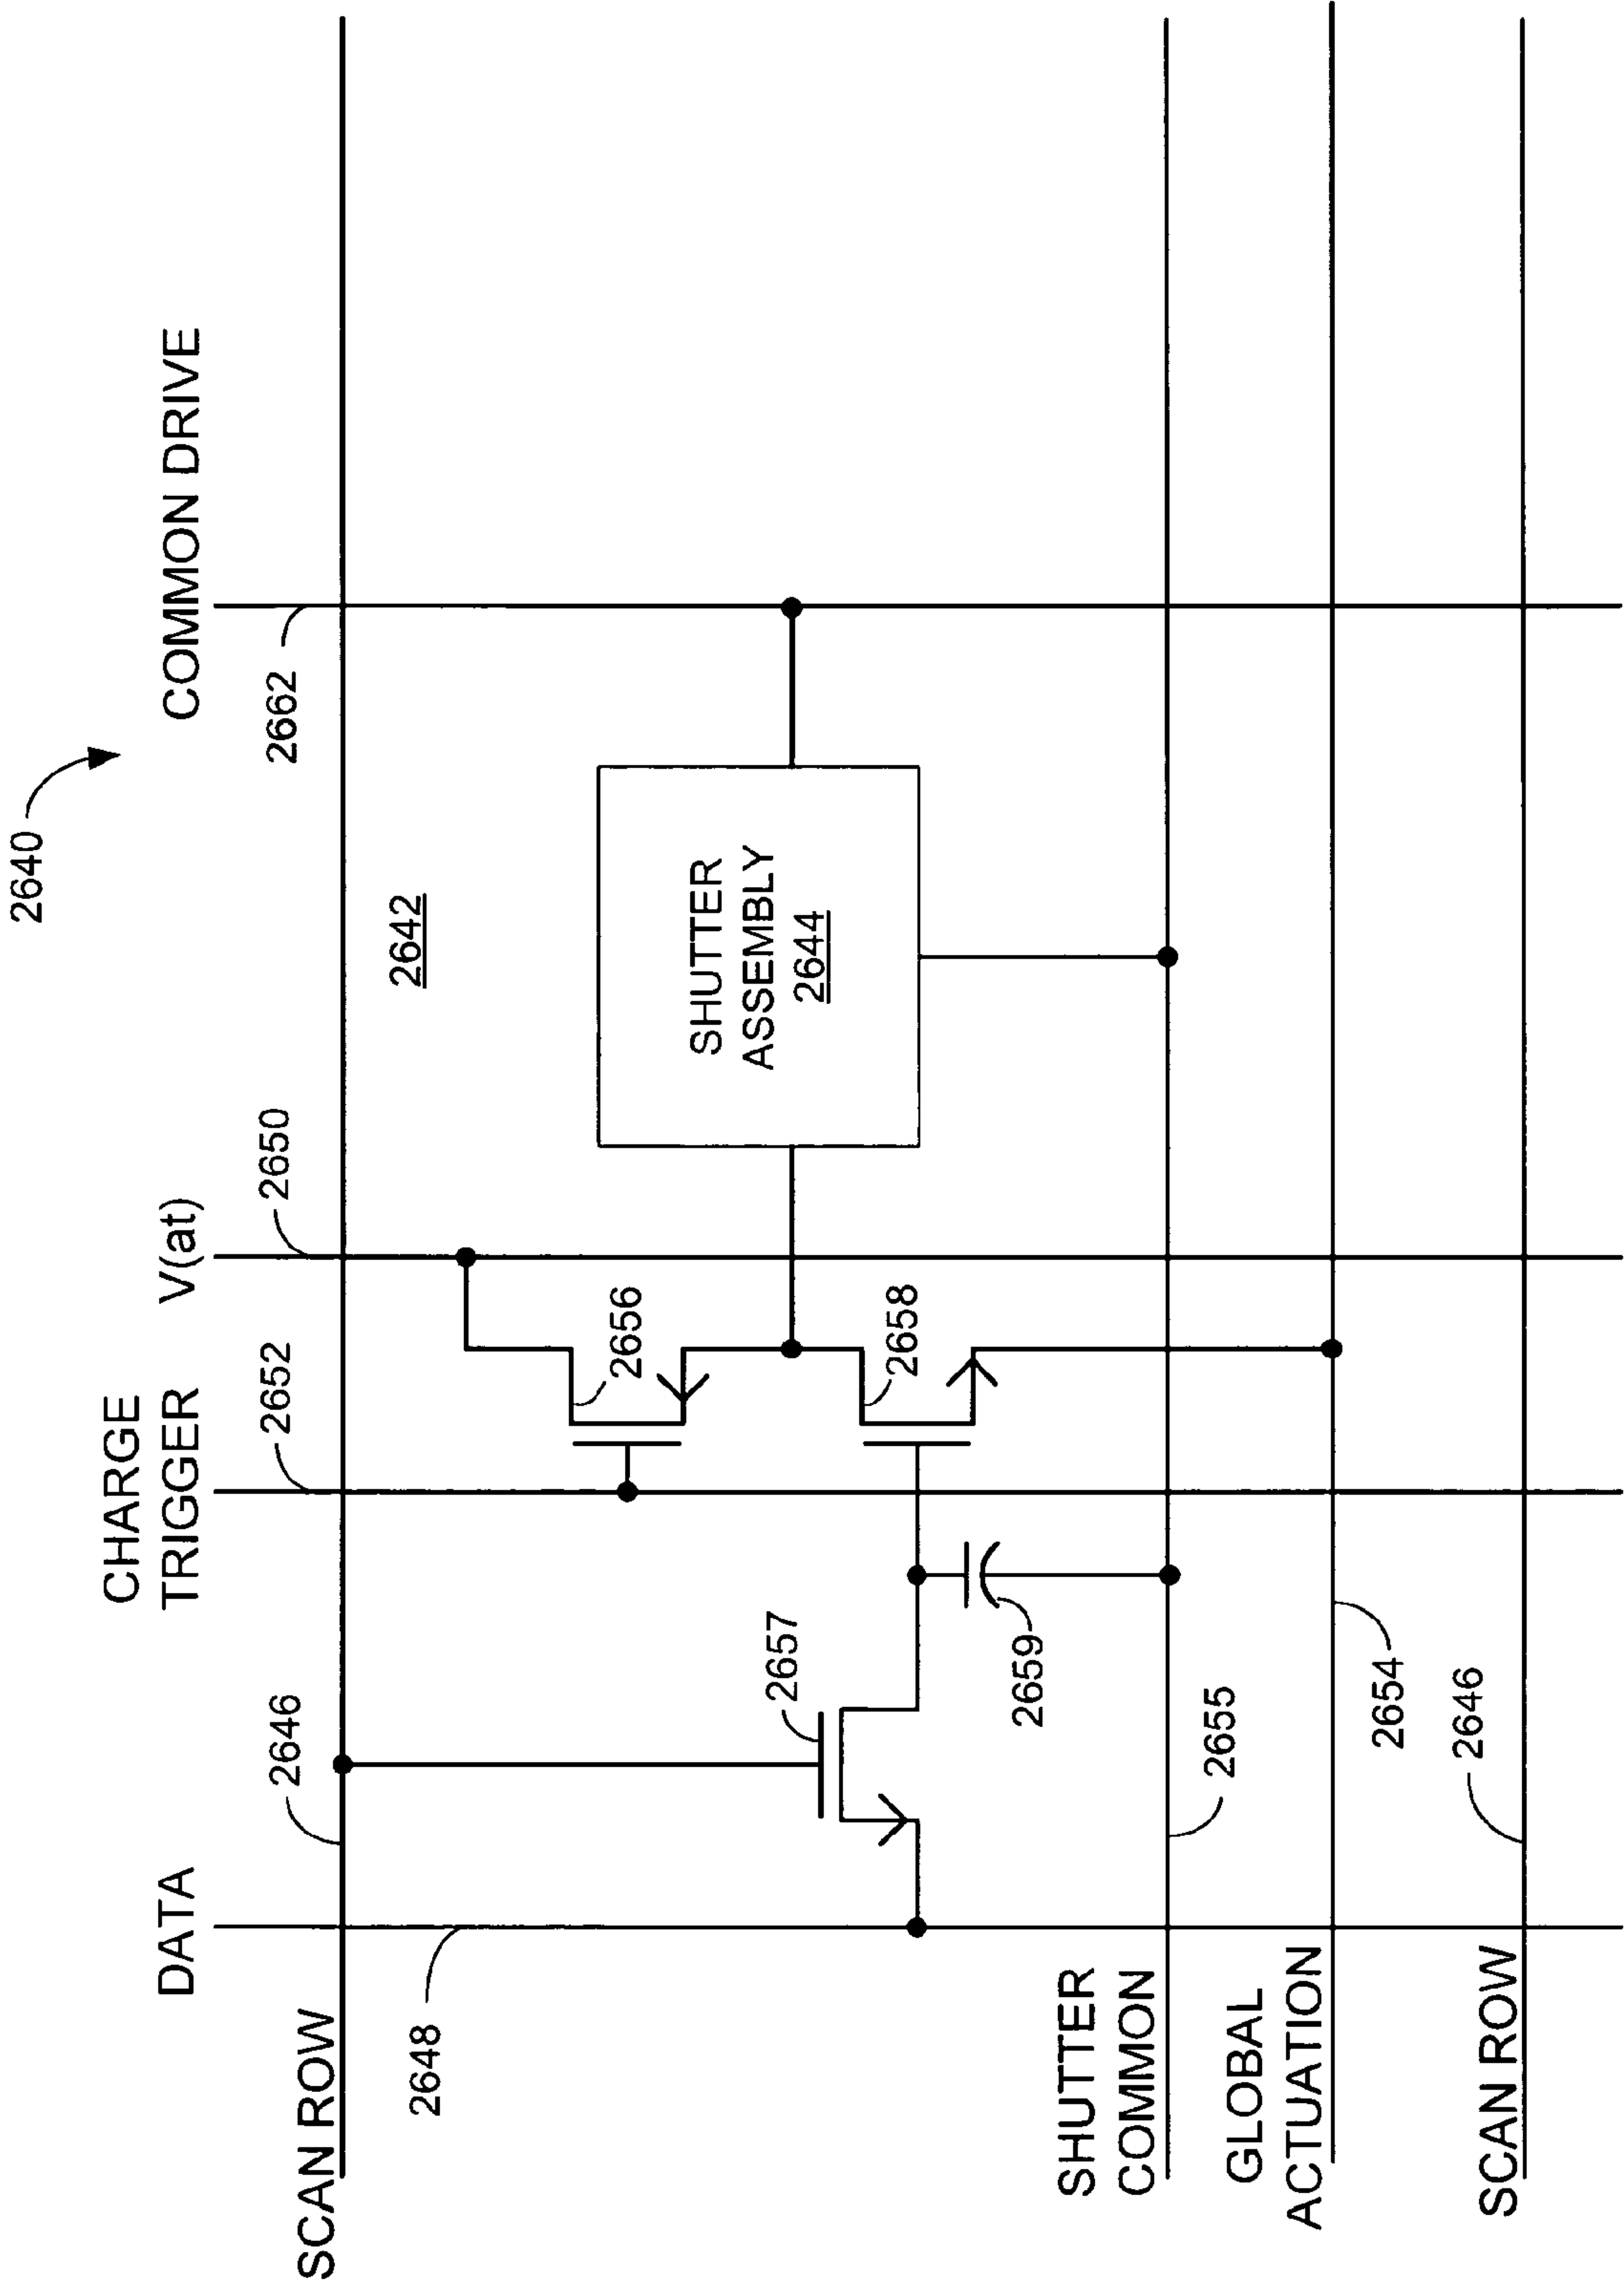 2640
CHARGE
TRIGGER
DATA
V(at)
COMMON DRIVE
2652
2650
2662
SCAN ROW
2646
2648
2642
2656
SHUTTER
ASSEMBLY
2644
2657
2658
2659
SHUTTER
COMMON
2655
GLOBAL
ACTUATION
2654
SCAN ROW
2646